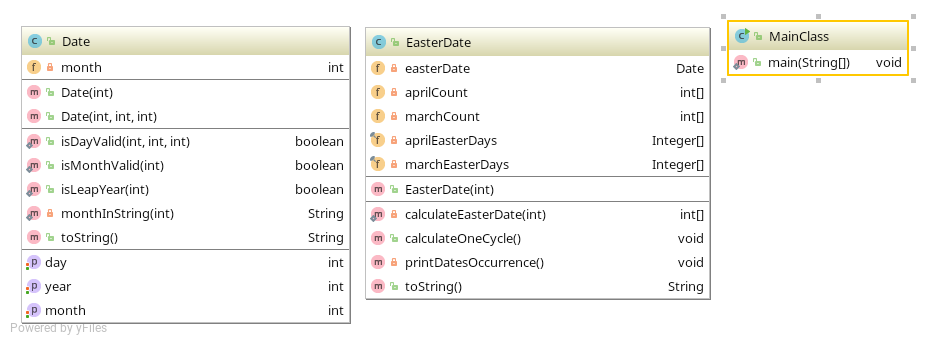 Date
month int
Date(int)
Date(int, int, int)
isDayValid(int, int, int) boolean
isMonthValid(int) boolean
isLeapYear(int) boolean
monthInString(int) String
toString() String
day int
year int
month int
Powered by yFiles
EasterDate
easterDate Date
aprilCount int[]
marchCount int[]
aprilEasterDays Integer[]
marchEasterDays Integer[]
EasterDate(int)
calculateEasterDate(int) int[]
calculateOneCycle() void
printDatesOccurrence() void
toString() String
MainClass
main(String[]) void